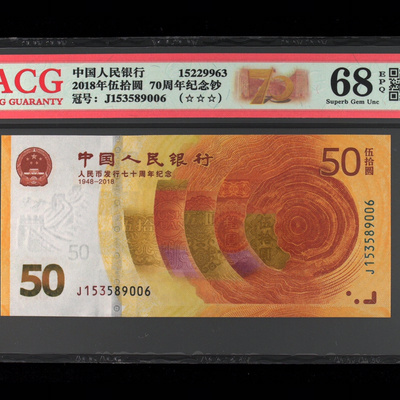 ACG
NG GUARANTY
中国人民银行 15229963
2018年伍拾圆 70周年纪念钞
冠号: J153589006 (☆☆☆)
70
68 EPQ
Superb Gem Unc
中国人民银行
人民币发行七十周年纪念
1948-2018
50 伍拾圆
50
50
J153589006
J153589006